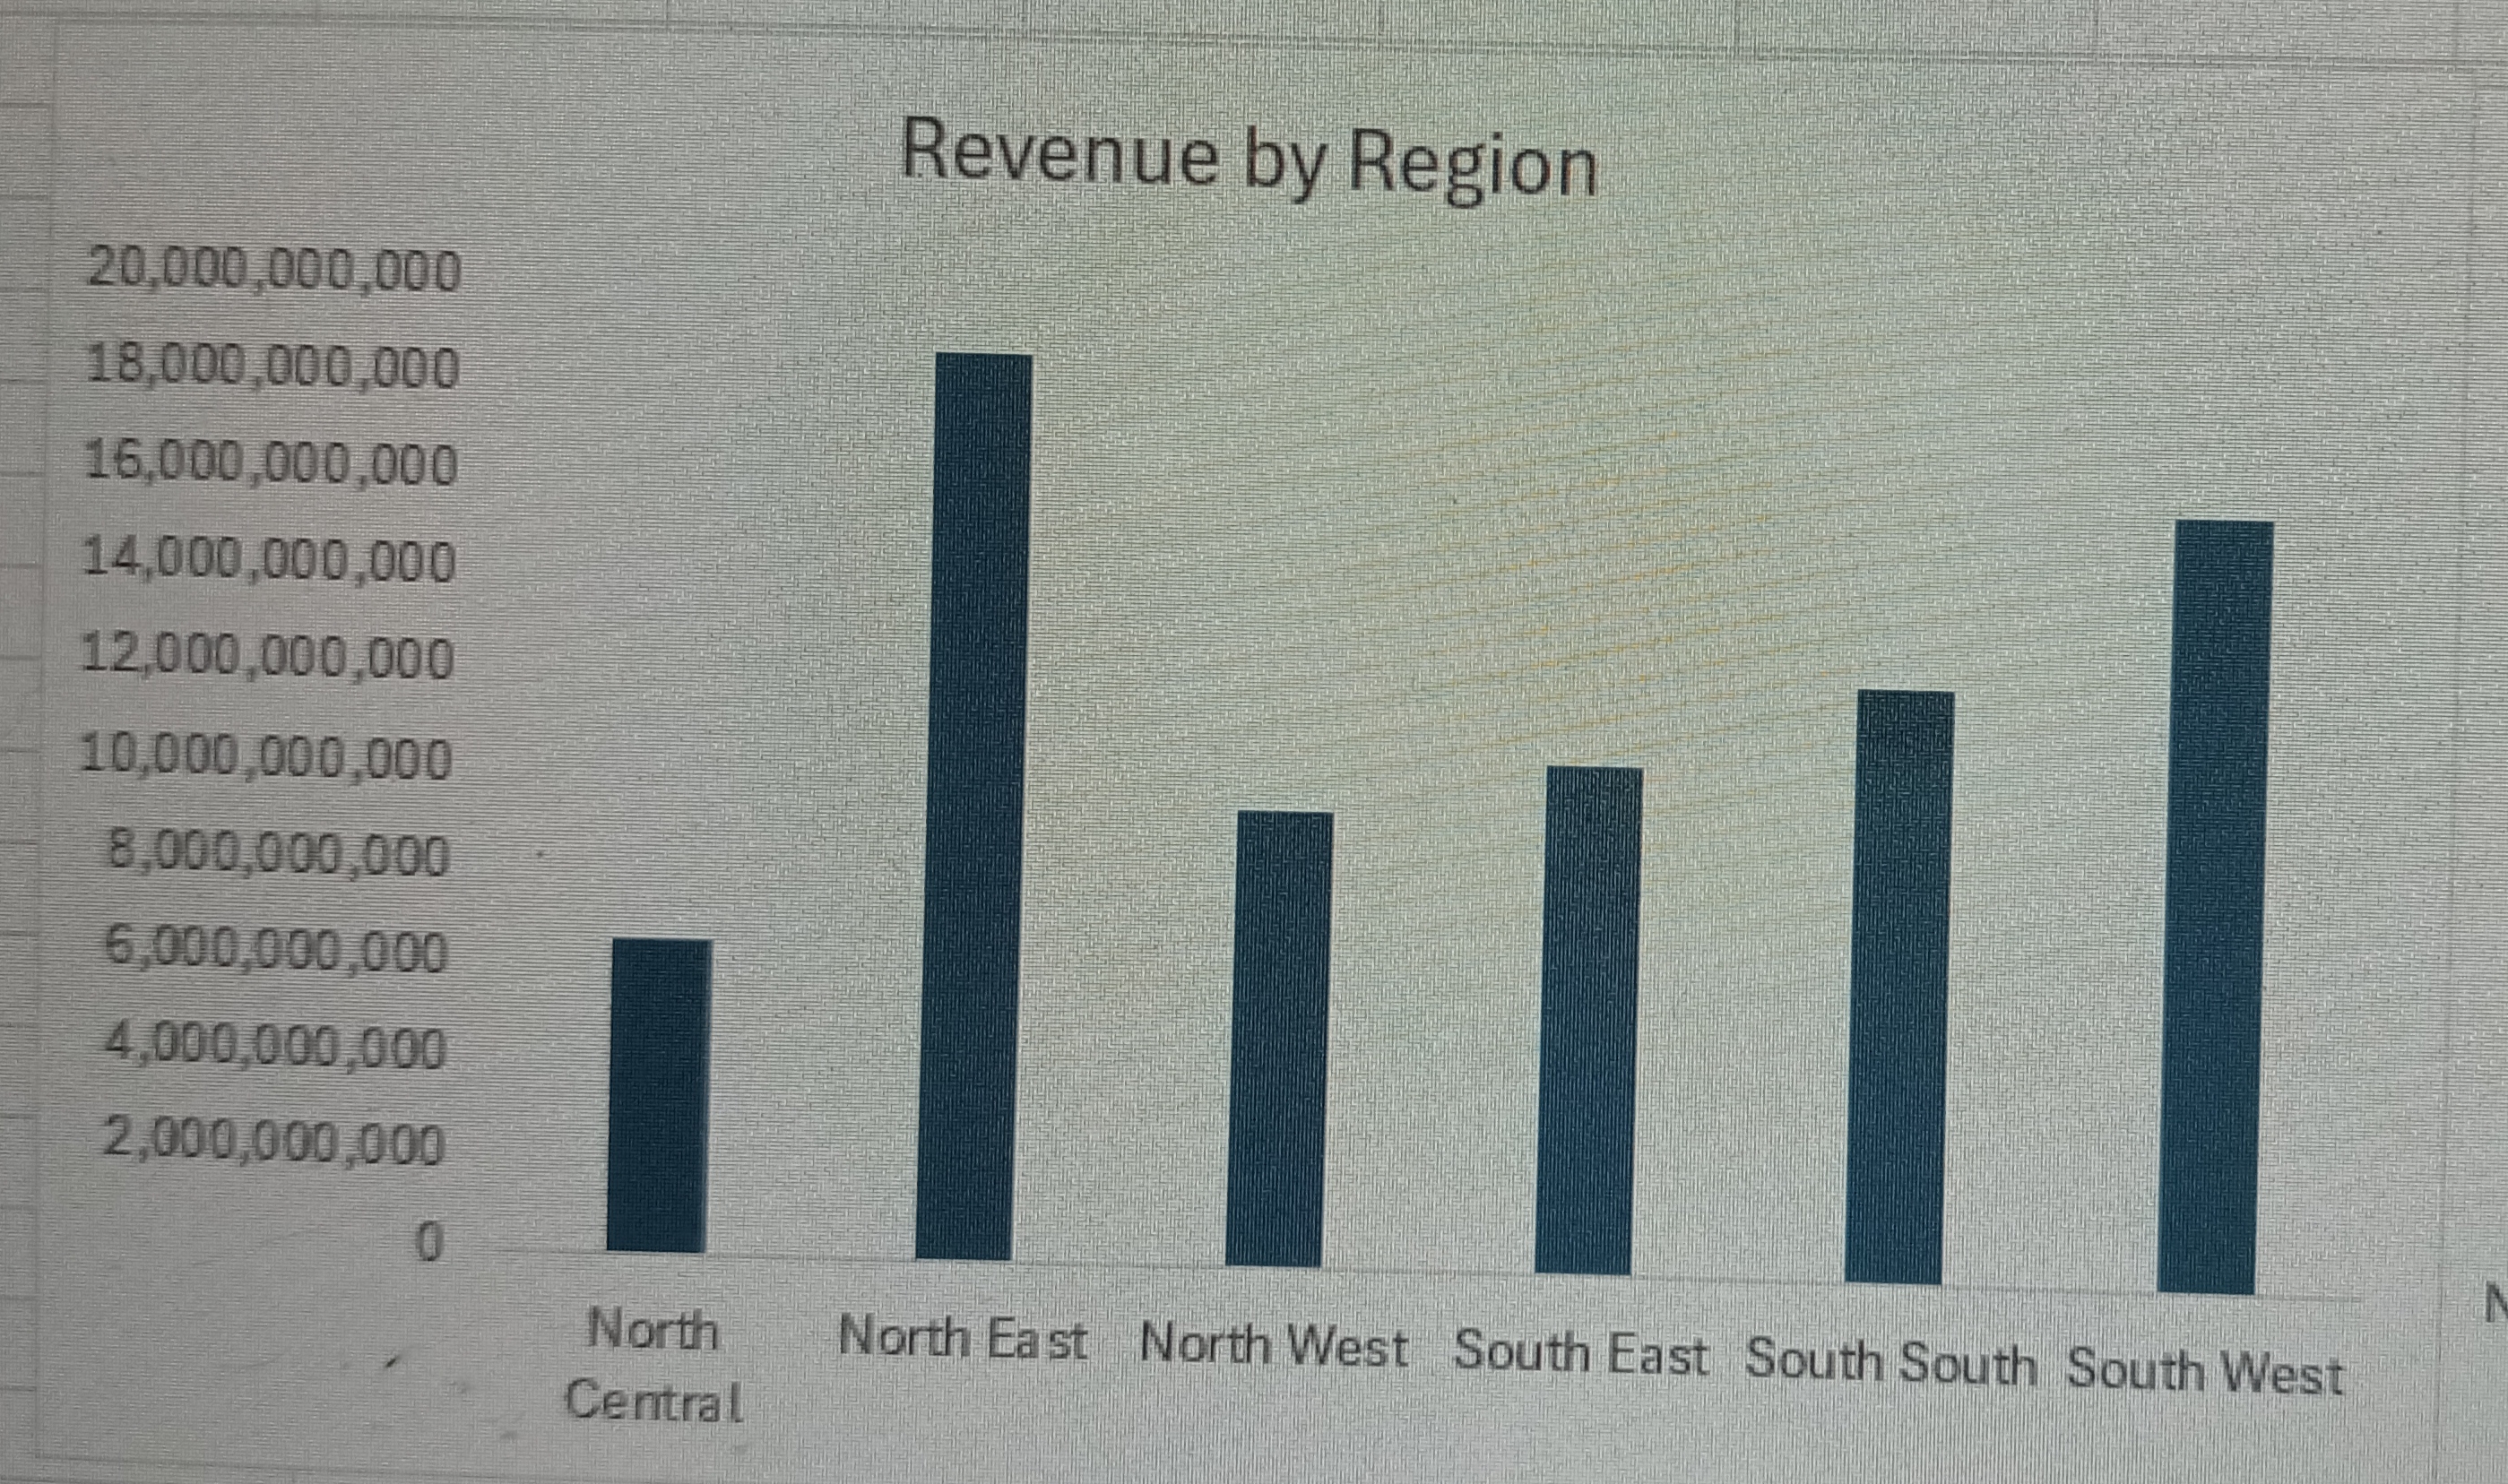 Revenue by Region
20,000,000,000
18,000,000,000
16,000,000,000
14,000,000,000
12,000,000,000
10,000,000,000
8,000,000,000
6,000,000,000
4,000,000,000
2,000,000,000
0
North
Central
North East
North West
South East
South South
South West